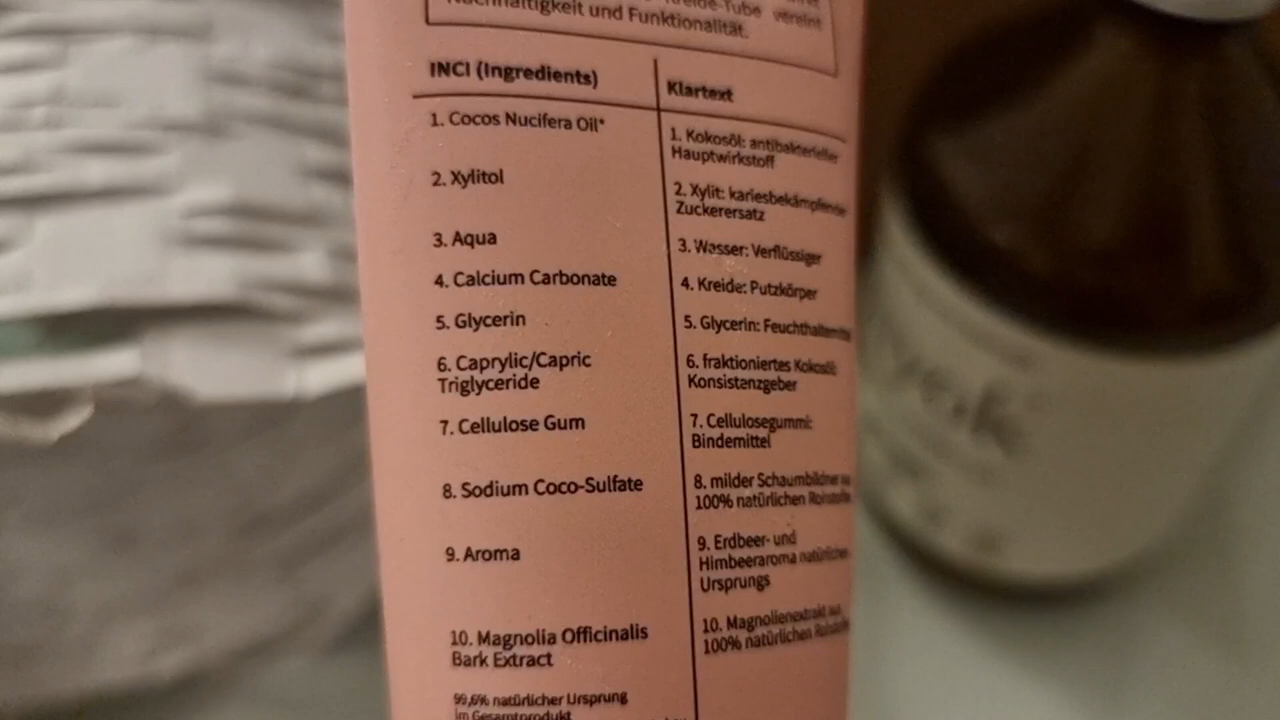 Nachhaltigkeit und Funktionalität.
Kreide-Tube vereint
INCI (Ingredients)
Klartext
1. Cocos Nucifera Oil*
1. Kokosöl: antibakterieller
Hauptwirkstoff
2. Xylitol
2. Xylit: kariesbekämpfender
Zuckerersatz
3. Aqua
3. Wasser: Verflüssiger
4. Calcium Carbonate
4. Kreide: Putzkörper
5. Glycerin
5. Glycerin: Feuchthaltemittel
6. Caprylic/Capric
Triglyceride
6. fraktioniertes Kokosöl:
Konsistenzgeber
7. Cellulose Gum
7. Cellulosegummi:
Bindemittel
8. Sodium Coco-Sulfate
8. milder Schaumbildner aus
100% natürlichen Rohstoffen
9. Aroma
9. Erdbeer- und
Himbeeraroma natürlichen
Ursprungs
10. Magnolia Officinalis
Bark Extract
10. Magnolienextrakt aus
100% natürlichen Rohstoffen
99,6% natürlicher Ursprung
im Gesamtprodukt